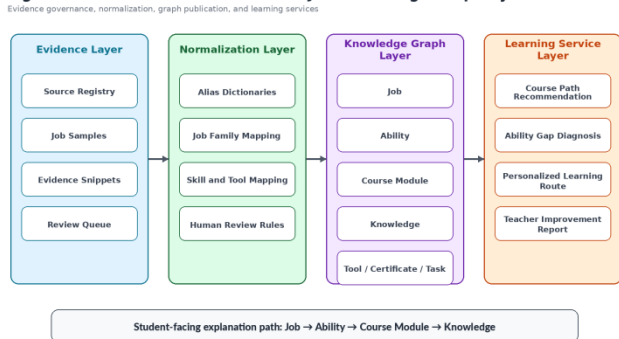 Evidence governance, normalization, graph publication, and learning services
Evidence Layer
Source Registry
Job Samples
Evidence Snippets
Review Queue
Normalization Layer
Alias Dictionaries
Job Family Mapping
Skill and Tool Mapping
Human Review Rules
Knowledge Graph
Layer
Job
Ability
Course Module
Knowledge
Tool / Certificate / Task
Learning Service
Layer
Course Path
Recommendation
Ability Gap Diagnosis
Personalized Learning
Route
Teacher Improvement
Report
Student-facing explanation path: Job → Ability → Course Module → Knowledge